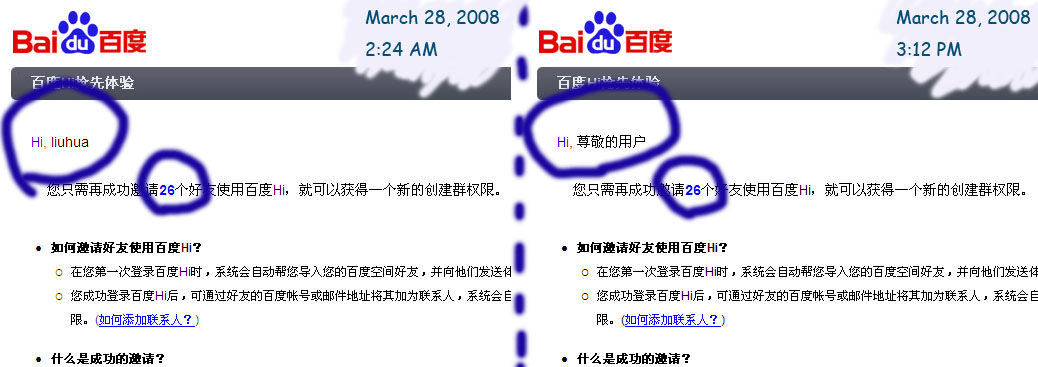 Bai du 百度
March 28, 2008
2:24 AM
百度Hi抢先体验
Hi, liuhua
您只需再成功邀请26个好友使用百度Hi，就可以获得一个新的创建群权限。
如何邀请好友使用百度Hi？
在您第一次登录百度Hi时，系统会自动帮您导入您的百度空间好友，并向他们发送
您成功登录百度Hi后，可通过好友的百度帐号或邮件地址将其加为联系人，系统会自
限。(如何添加联系人？)
什么是成功的邀请？
Bai du 百度
March 28, 2008
3:12 PM
百度Hi抢先体验
Hi, 尊敬的用户
您只需再成功邀请26个好友使用百度Hi，就可以获得一个新的创建群权限。
如何邀请好友使用百度Hi？
在您第一次登录百度Hi时，系统会自动帮您导入您的百度空间好友，并向他们发送体
您成功登录百度Hi后，可通过好友的百度帐号或邮件地址将其加为联系人，系统会自
限。(如何添加联系人？)
什么是成功的邀请？